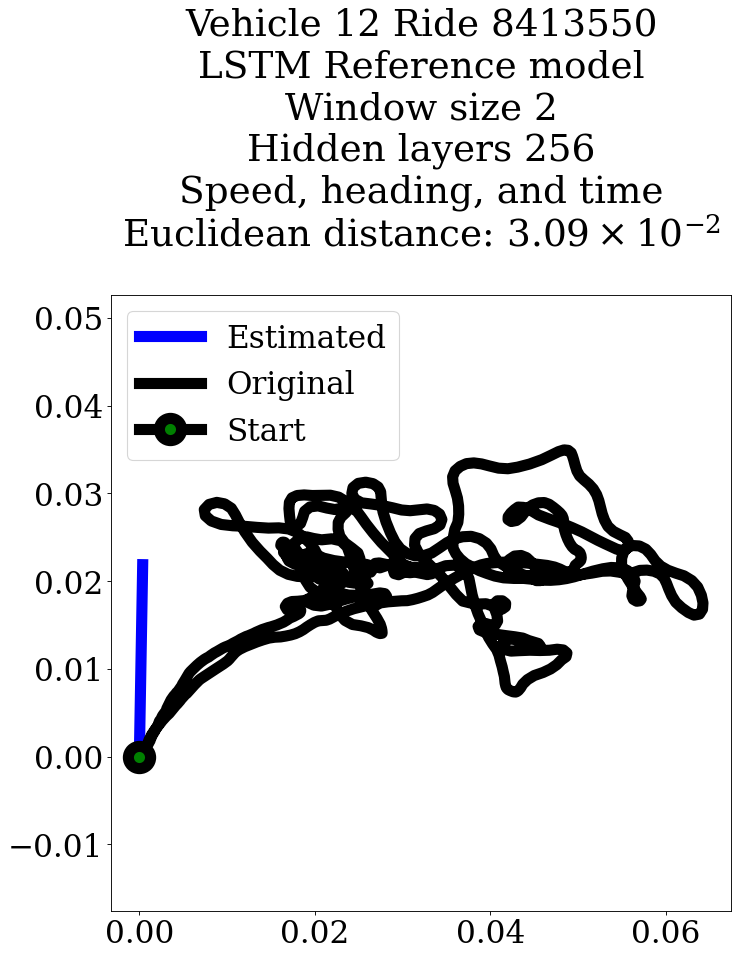 Vehicle 12 Ride 8413550
LSTM Reference model
Window size 2
Hidden layers 256
Speed, heading, and time
Euclidean distance: 3.09 × 10⁻²
Estimated
Original
Start
0.05
0.04
0.03
0.02
0.01
0.00
−0.01
0.00 0.02 0.04 0.06